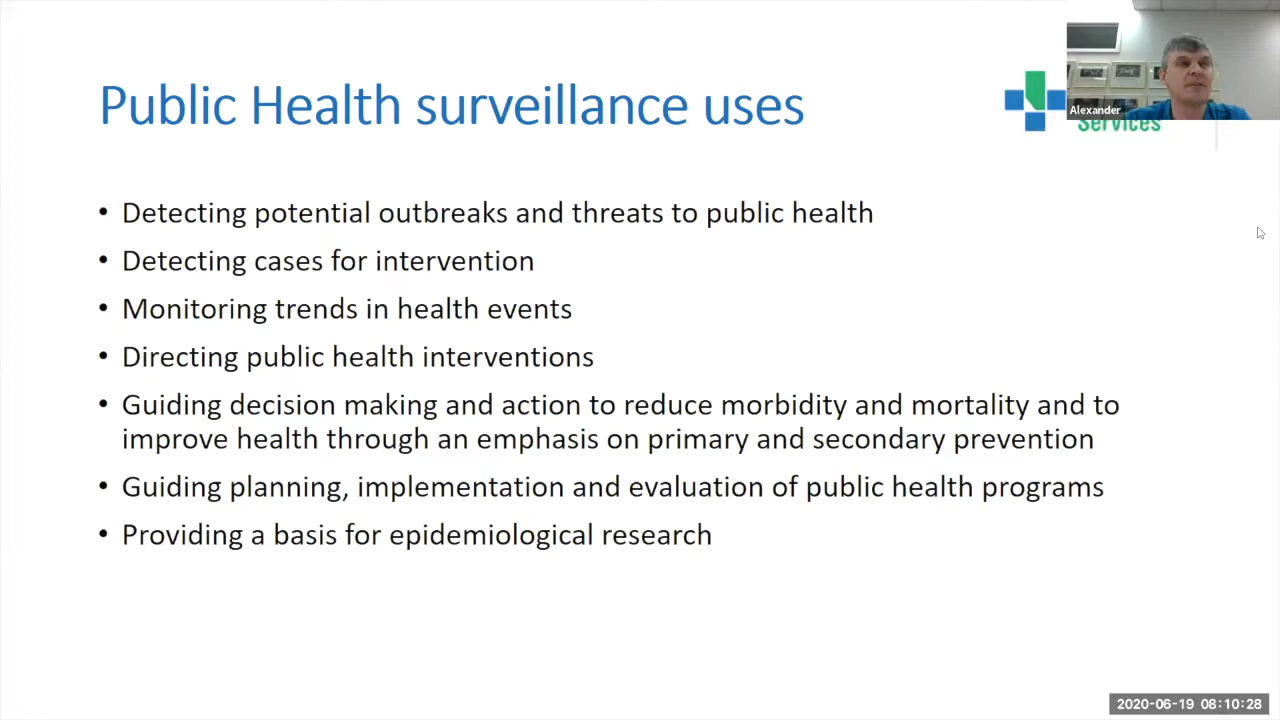 Public Health surveillance uses
Alexander
Services
• Detecting potential outbreaks and threats to public health
• Detecting cases for intervention
• Monitoring trends in health events
• Directing public health interventions
• Guiding decision making and action to reduce morbidity and mortality and to
improve health through an emphasis on primary and secondary prevention
• Guiding planning, implementation and evaluation of public health programs
• Providing a basis for epidemiological research
2020-06-19 08:10:28